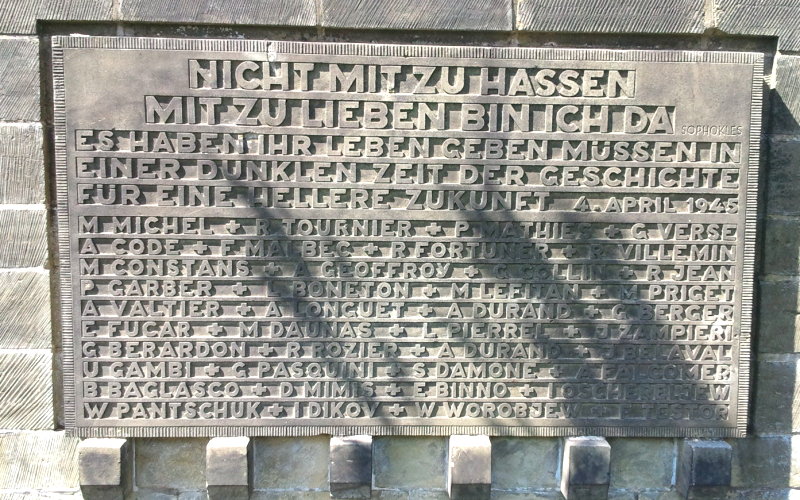 NICHT MIT ZU HASSEN
MIT ZU LIEBEN BIN ICH DA
SOPHOKLES
ES HABEN IHR LEBEN GEBEN MÜSSEN IN
EINER DUNKLEN ZEIT DER GESCHICHTE
FÜR EINE HELLERE ZUKUNFT 4. APRIL 1945
M MICHEL + R TOURNIER + P MATHIES + G VERSE
A CODE + F MALBEC + R FORTUNER + R VILLEMIN
M CONSTANS + A GEOFFROY + G COLLIN + R JEAN
P GARBER + L BONETON + M LEFITAN + M PRIGET
A VALTIER + A LONGUET + A DURAND + G BERGER
E FUGAR + M DAUNAS + L PIERREL + J ZAMPIERI
G BERARDON + R ROZIER + A DURAND + J BELAVAL
U GAMBI + G PASQUINI + S DAMONE + A FALCOMER
B BAGLASCO + D MIMIS + E BINNO + I OSCHEREBLJEW
W PANTSCHUK + I DIKOV + W WOROBJEW + F TESTOR